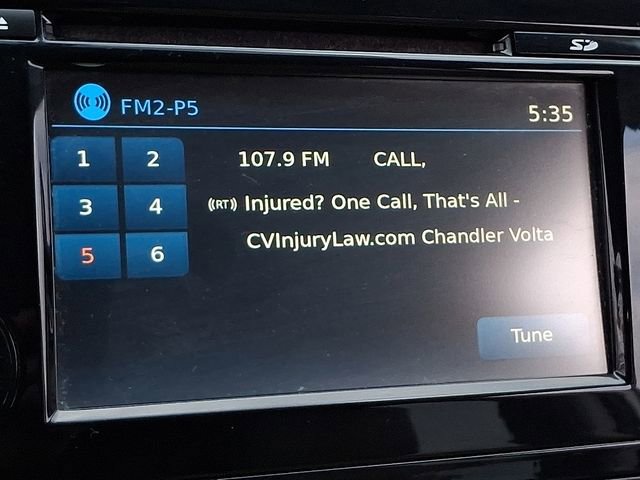 SD
FM2-P5
5:35
1 2
107.9 FM CALL,
3 4
((RT)) Injured? One Call, That's All -
CVInjuryLaw.com Chandler Volta
5 6
Tune